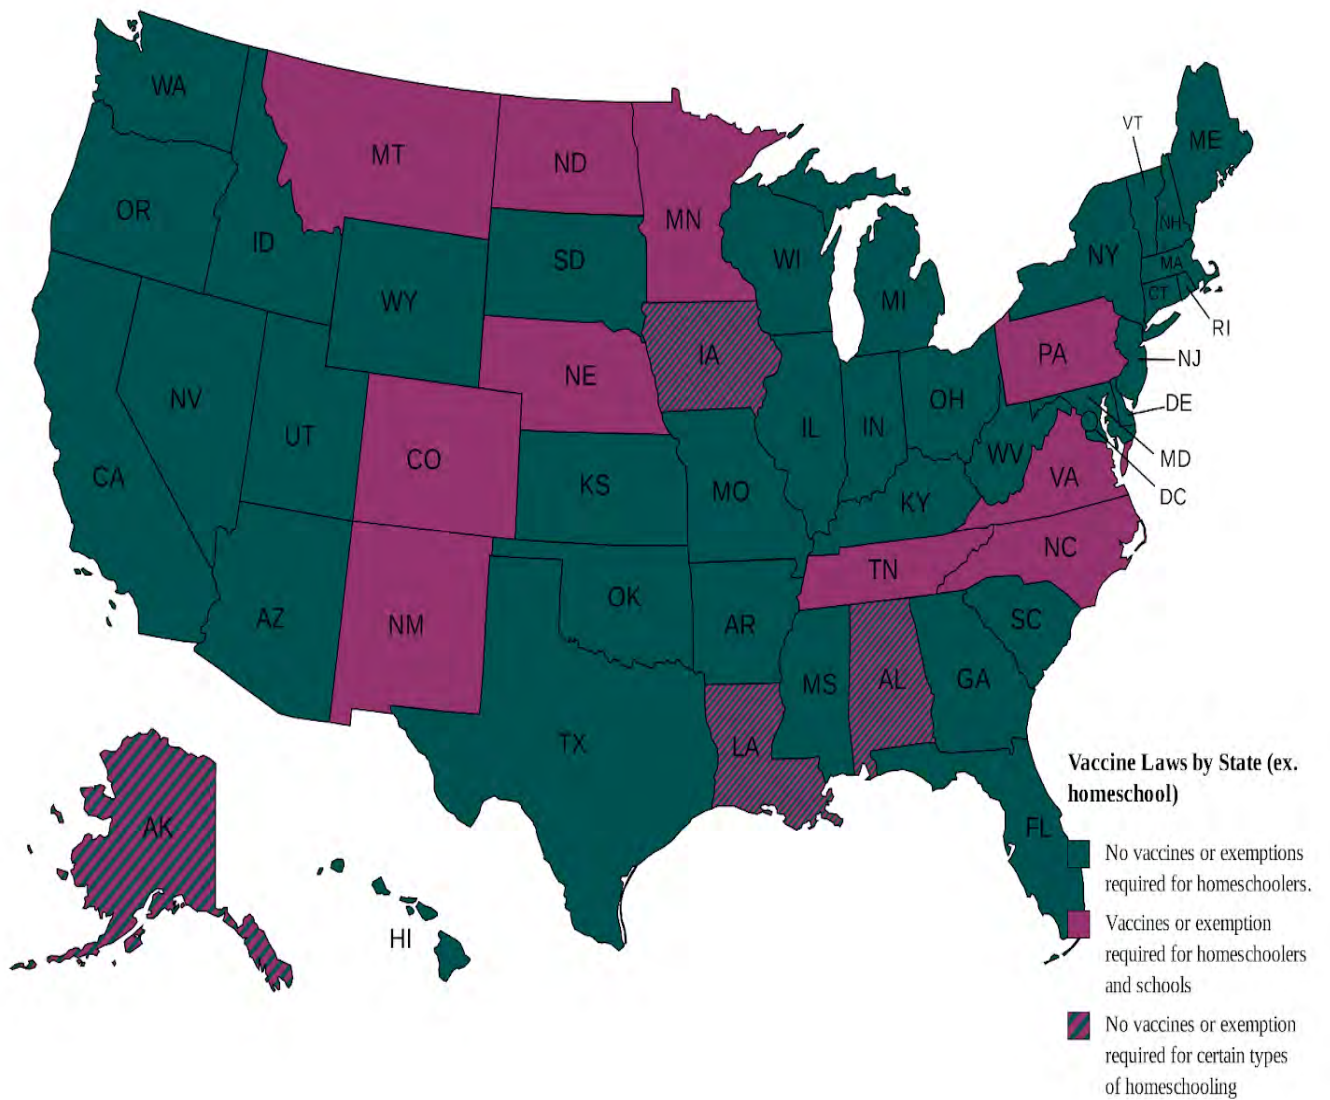 WA
VT
ME
MT
ND
OR
MN
NH
ID
NY
SD
WI
MA
WY
MI
CT
RI
IA
PA
NJ
NE
NV
OH
DE
UT
IL
IN
CO
WV
MD
CA
KS
MO
VA
DC
KY
NC
TN
OK
AZ
NM
AR
SC
MS
AL
GA
TX
LA
Vaccine Laws by State (ex.
homeschool)
AK
FL
No vaccines or exemptions
required for homeschoolers.
Vaccines or exemption
required for homeschoolers
and schools
HI
No vaccines or exemption
required for certain types
of homeschooling